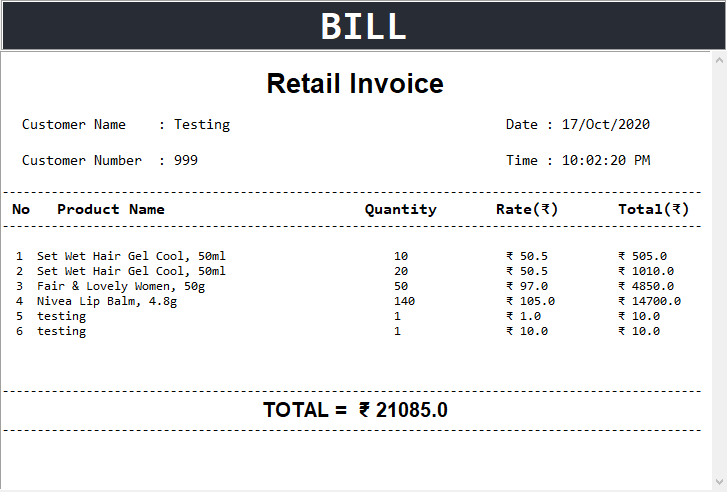 BILL
Retail Invoice
Customer Name : Testing Date : 17/Oct/2020
Customer Number : 999 Time : 10:02:20 PM
No Product Name Quantity Rate(₹) Total(₹)
1 Set Wet Hair Gel Cool, 50ml 10 ₹ 50.5 ₹ 505.0
2 Set Wet Hair Gel Cool, 50ml 20 ₹ 50.5 ₹ 1010.0
3 Fair & Lovely Women, 50g 50 ₹ 97.0 ₹ 4850.0
4 Nivea Lip Balm, 4.8g 140 ₹ 105.0 ₹ 14700.0
5 testing 1 ₹ 1.0 ₹ 10.0
6 testing 1 ₹ 10.0 ₹ 10.0
TOTAL = ₹ 21085.0